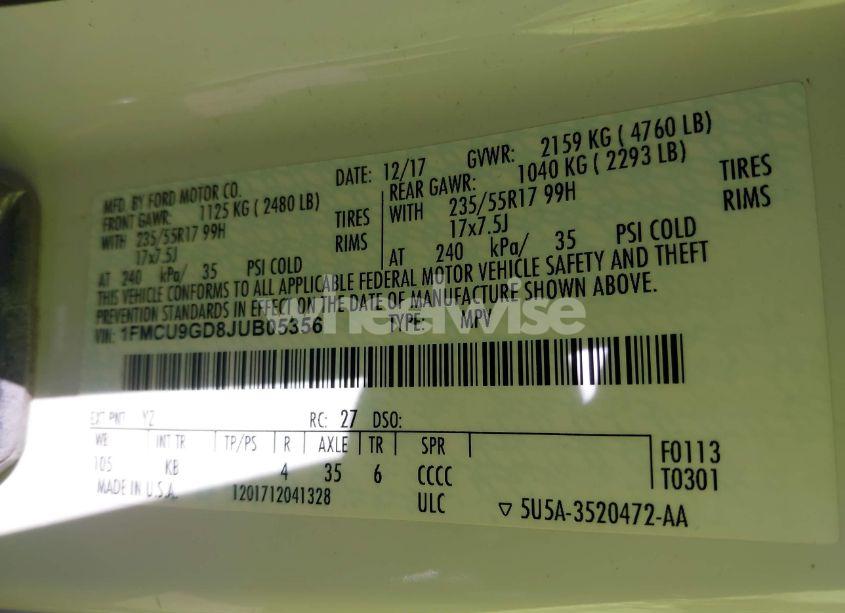 MFD. BY FORD MOTOR CO.
DATE: 12/17
GVWR: 2159 KG ( 4760 LB)
FRONT GAWR: 1125 KG ( 2480 LB)
REAR GAWR: 1040 KG ( 2293 LB)
WITH 235/55R17 99H TIRES
WITH 235/55R17 99H TIRES
17x7.5J RIMS
17x7.5J RIMS
AT 240 kPa/ 35 PSI COLD
AT 240 kPa/ 35 PSI COLD
THIS VEHICLE CONFORMS TO ALL APPLICABLE FEDERAL MOTOR VEHICLE SAFETY AND THEFT
PREVENTION STANDARDS IN EFFECT ON THE DATE OF MANUFACTURE SHOWN ABOVE.
VIN: 1FMCU9GD8JUB05356 TYPE: MPV
wheelwise
EXT PNT YZ RC: 27 DSO:
WB INT TR TP/PS R AXLE TR SPR
105 KB 4 35 6 CCCC
F0113
T0301
MADE IN U.S.A. 1201712041328 ULC
5U5A-3520472-AA